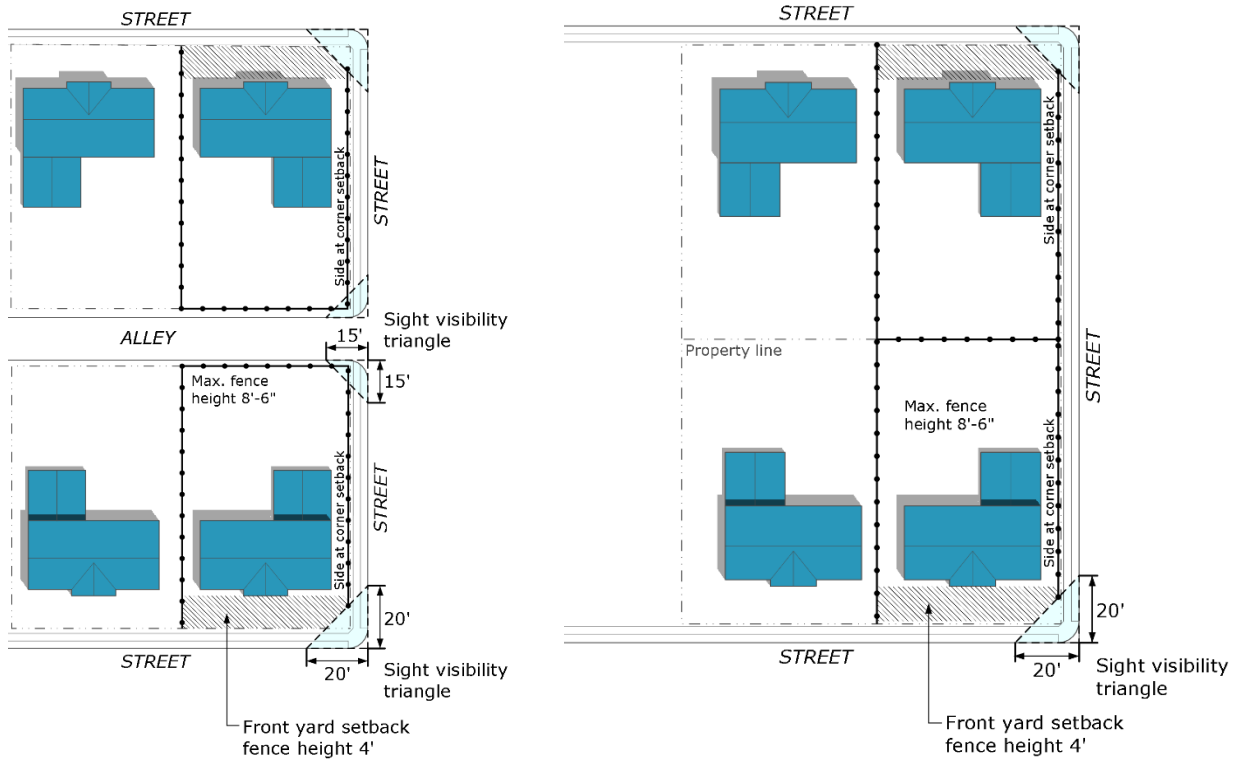 STREET
Side at corner setback
STREET
ALLEY
Sight visibility
triangle
15'
15'
Max. fence
height 8'-6"
Side at corner setback
STREET
20'
20'
STREET
Sight visibility
triangle
Front yard setback
fence height 4'
STREET
Side at corner setback
Property line
STREET
Max. fence
height 8'-6"
Side at corner setback
20'
20'
STREET
Sight visibility
triangle
Front yard setback
fence height 4'